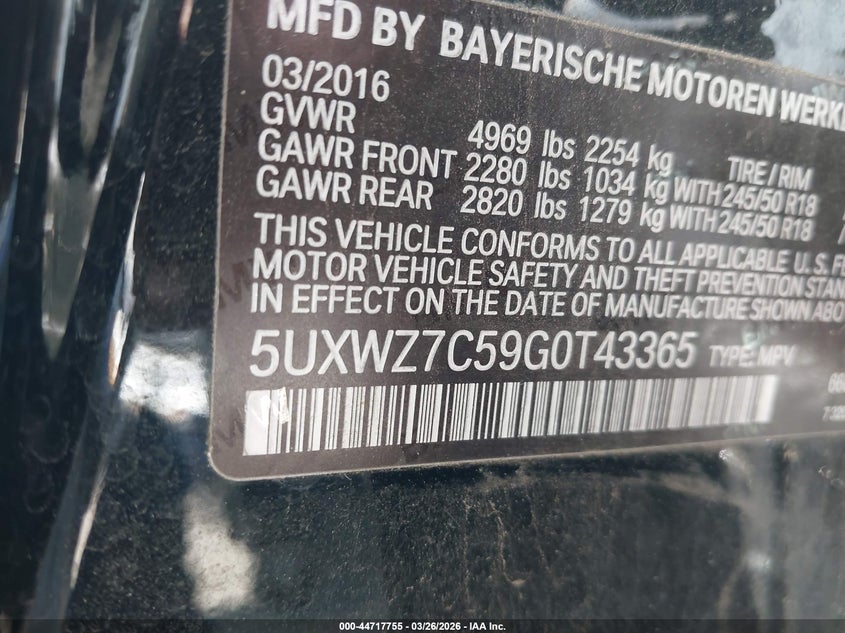 MFD BY BAYERISCHE MOTOREN
03/2016
GVWR 4969 lbs 2254 kg TIRE / RIM
GAWR FRONT 2280 lbs 1034 kg WITH 245/50 R18
GAWR REAR 2820 lbs 1279 kg WITH 245/50 R18
THIS VEHICLE CONFORMS TO ALL APPLICABLE U. S.
MOTOR VEHICLE SAFETY AND THEFT PREVENTION
IN EFFECT ON THE DATE OF MANUFACTURE SHOWN
5UXWZ7C59G0T43365 TYPE: MPV
000-44717755 | 03/26/2026 | IAA Inc.